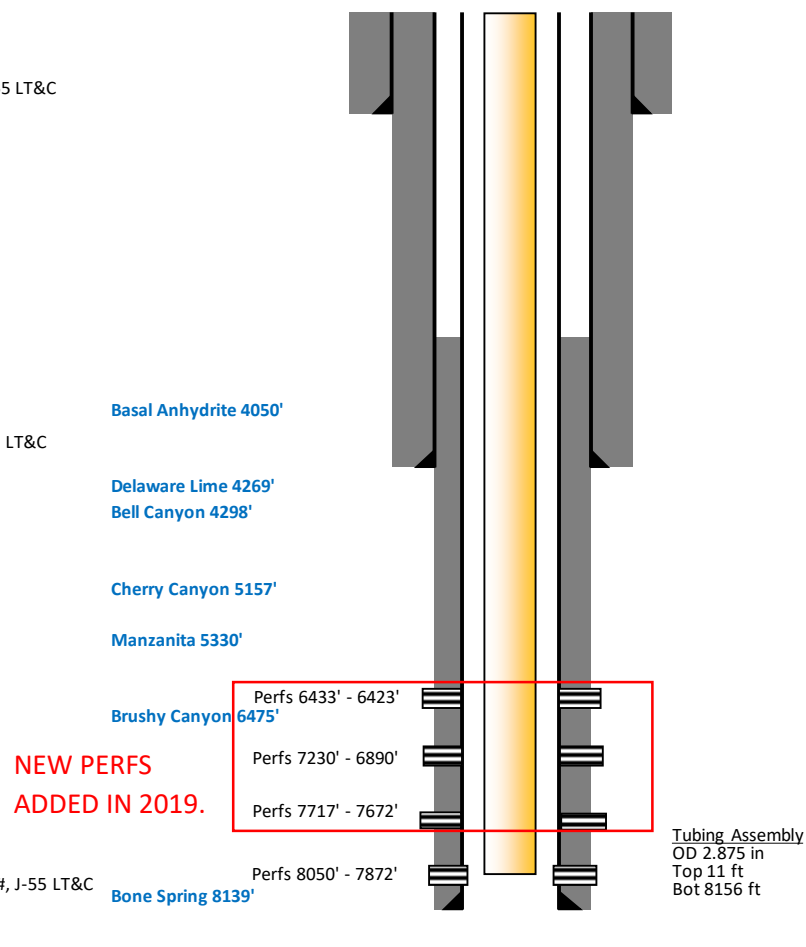 5 LT&C
Basal Anhydrite 4050'
LT&C
Delaware Lime 4269'
Bell Canyon 4298'
Cherry Canyon 5157'
Manzanita 5330'
Perfs 6433' - 6423'
Brushy Canyon 6475'
NEW PERFS
ADDED IN 2019.
Perfs 7230' - 6890'
Perfs 7717' - 7672'
Tubing Assembly
OD 2.875 in
Top 11 ft
Bot 8156 ft
Perfs 8050' - 7872'
#, J-55 LT&C
Bone Spring 8139'